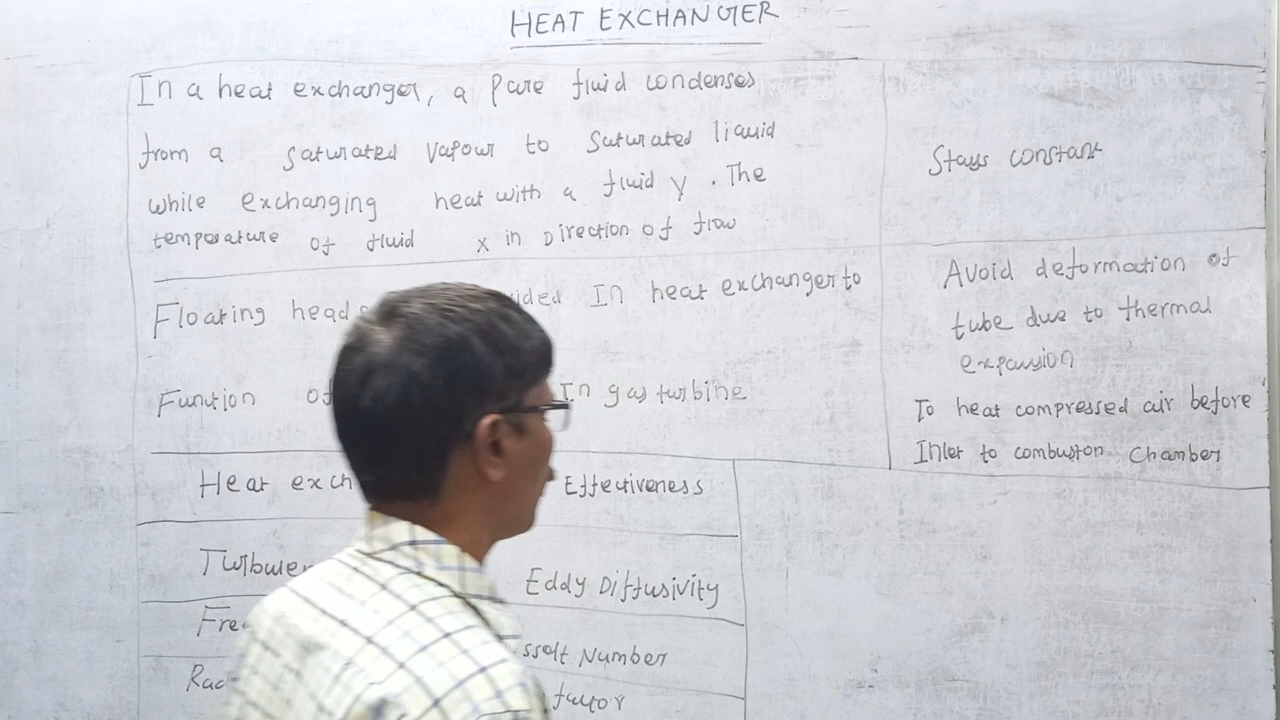 HEAT EXCHANGER
In a heat exchanger, a pure fluid condenses
from a saturated vapour to saturated liquid
while exchanging heat with a fluid y. The
temperature of fluid x in Direction of flow
Stays constant
Floating head In heat exchanger to
Avoid deformation of
tube due to thermal
expansion
Function of In gas turbine
To heat compressed air before
Inlet to combustion Chamber
Heat exch Effectiveness
Turbule Eddy Diffusivity
Fre sselt Number
Rad factor